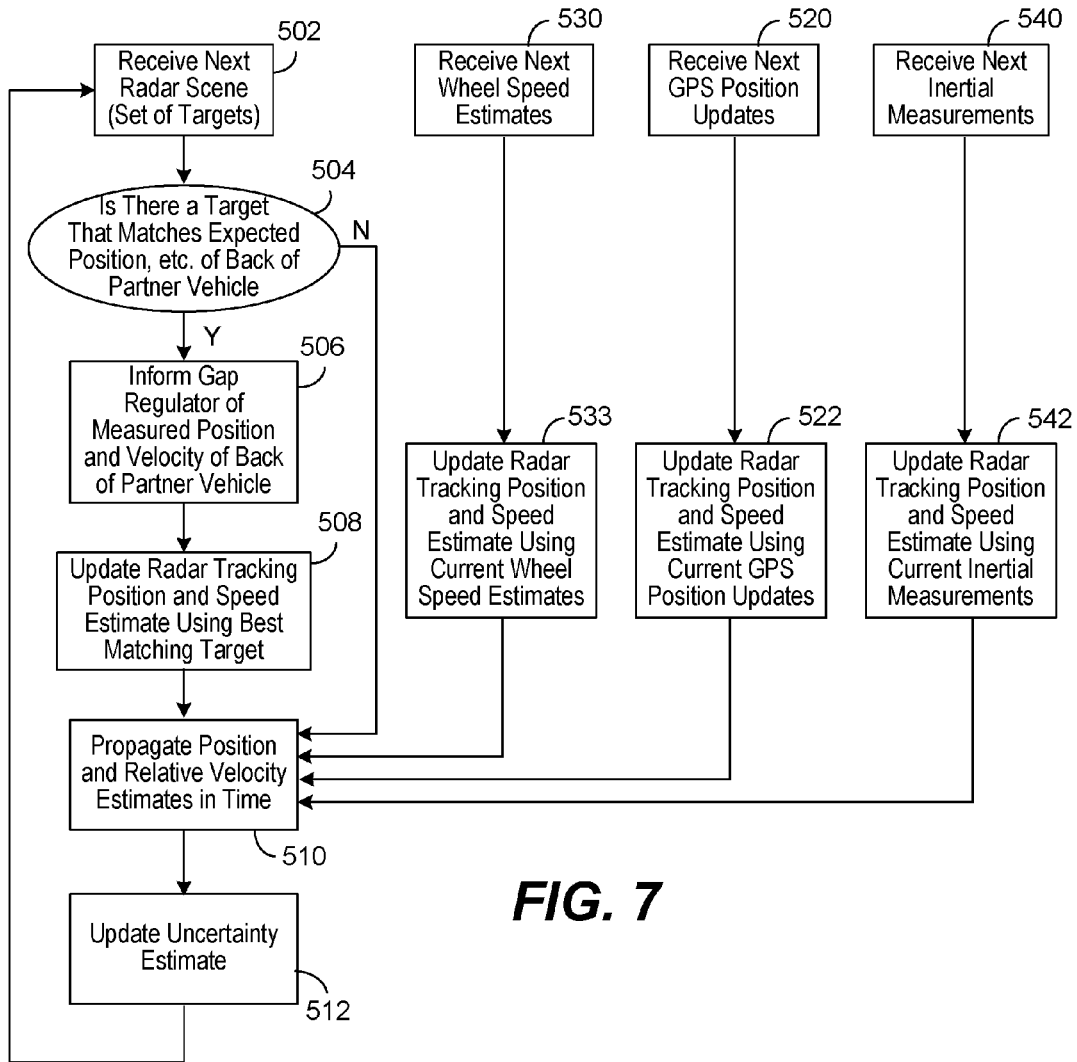 502
Receive Next
Radar Scene
(Set of Targets)
530
Receive Next
Wheel Speed
Estimates
520
Receive Next
GPS Position
Updates
540
Receive Next
Inertial
Measurements
504
Is There a Target
That Matches Expected
Position, etc. of Back of
Partner Vehicle
N
Y
506
Inform Gap
Regulator of
Measured Position
and Velocity of Back
of Partner Vehicle
508
Update Radar Tracking
Position and Speed
Estimate Using Best
Matching Target
533
Update Radar
Tracking Position
and Speed
Estimate Using
Current Wheel
Speed Estimates
522
Update Radar
Tracking Position
and Speed
Estimate Using
Current GPS
Position Updates
542
Update Radar
Tracking Position
and Speed
Estimate Using
Current Inertial
Measurements
Propagate Position
and Relative Velocity
Estimates in Time
510
Update Uncertainty
Estimate
512
FIG. 7